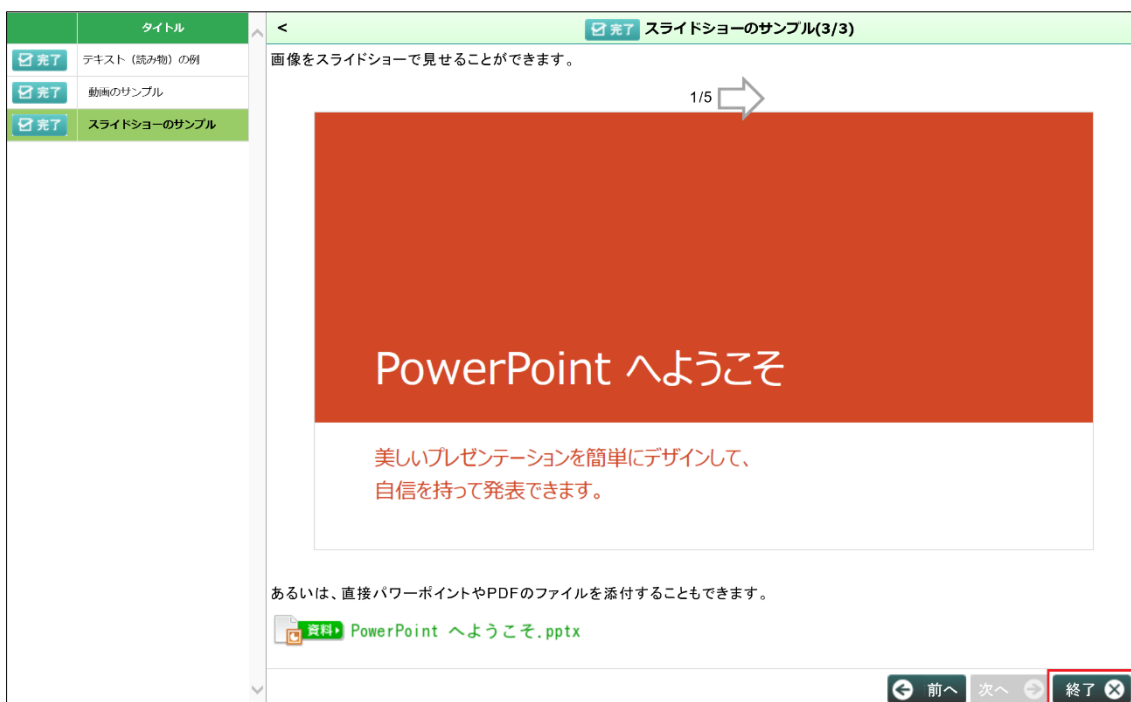 タイトル
完了 テキスト（読み物）の例
完了 動画のサンプル
完了 スライドショーのサンプル
< 完了 スライドショーのサンプル(3/3)
画像をスライドショーで見せることができます。
1/5
PowerPoint へようこそ
美しいプレゼンテーションを簡単にデザインして、
自信を持って発表できます。
あるいは、直接パワーポイントやPDFのファイルを添付することもできます。
資料 PowerPoint へようこそ.pptx
前へ 次へ 終了